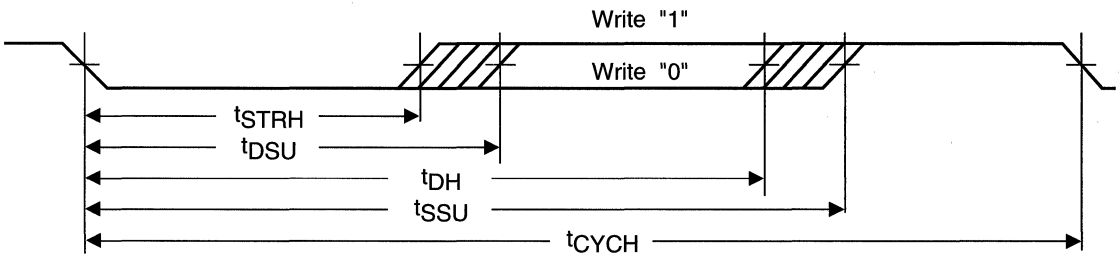 Write "1"
Write "0"
tSTRH
tDSU
tDH
tSSU
tCYCH